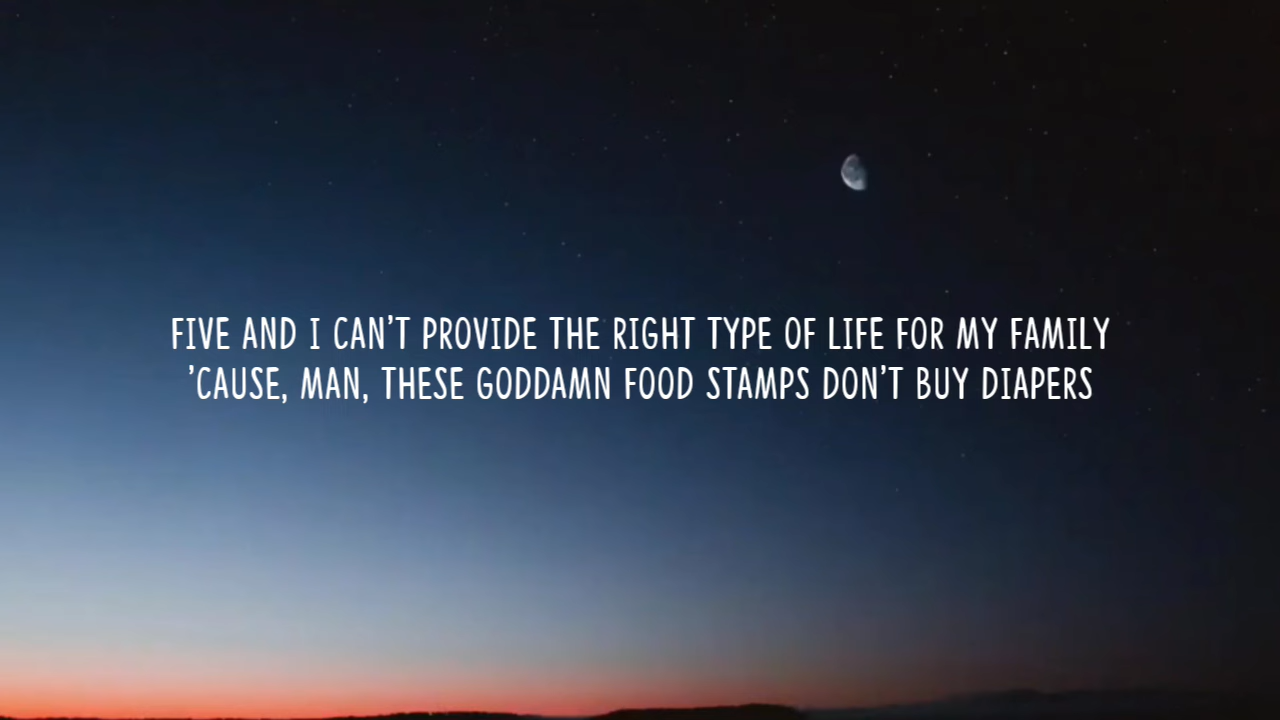 FIVE AND I CAN'T PROVIDE THE RIGHT TYPE OF LIFE FOR MY FAMILY
'CAUSE, MAN, THESE GODDAMN FOOD STAMPS DON'T BUY DIAPERS